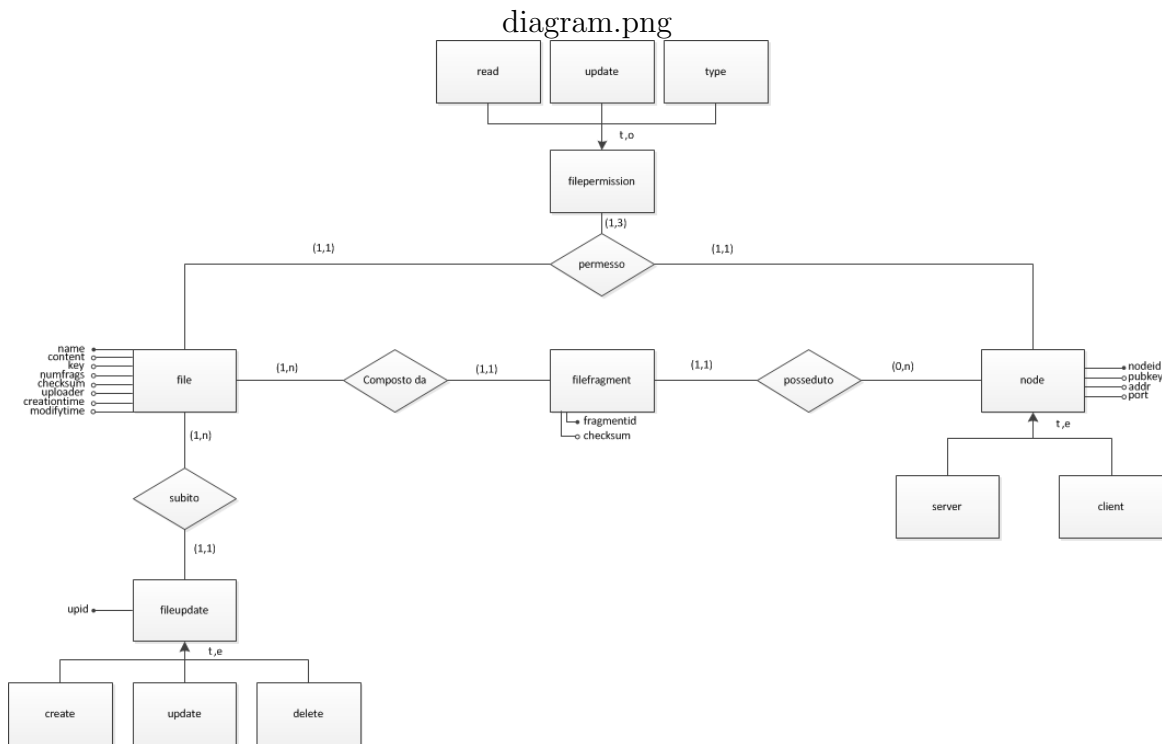 diagram.png
read
update
type
t,o
filepermission
(1,3)
(1,1)
(1,1)
permesso
name
content
key
numfrags
checksum
uploader
creationtime
modifytime
file
(1,n)
Composto da
(1,1)
filefragment
fragmentid
checksum
(1,1)
posseduto
(0,n)
node
nodeid
pubkey
addr
port
t,e
server
client
(1,n)
subito
(1,1)
upid
fileupdate
t,e
create
update
delete